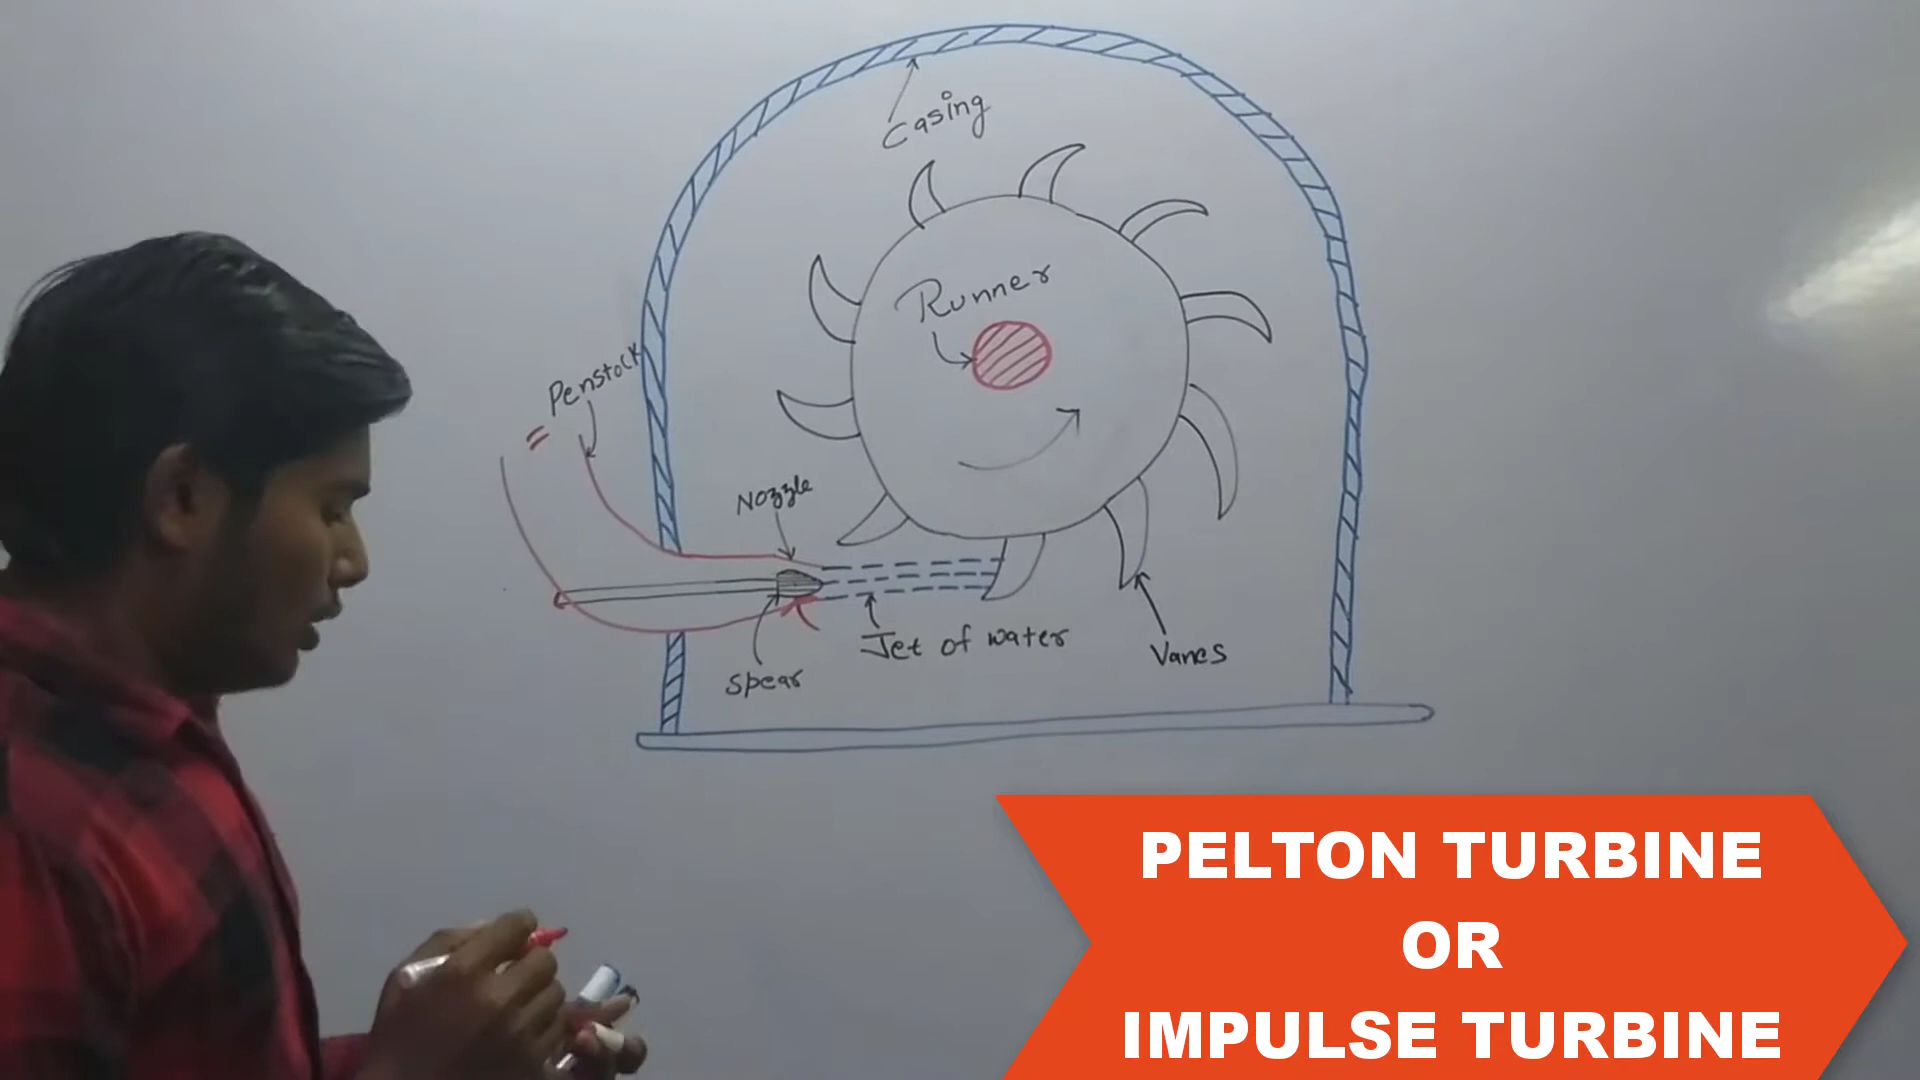 Casing
Runner
Penstock
=
Nozzle
Jet of water
Vanes
Spear
PELTON TURBINE
OR
IMPULSE TURBINE